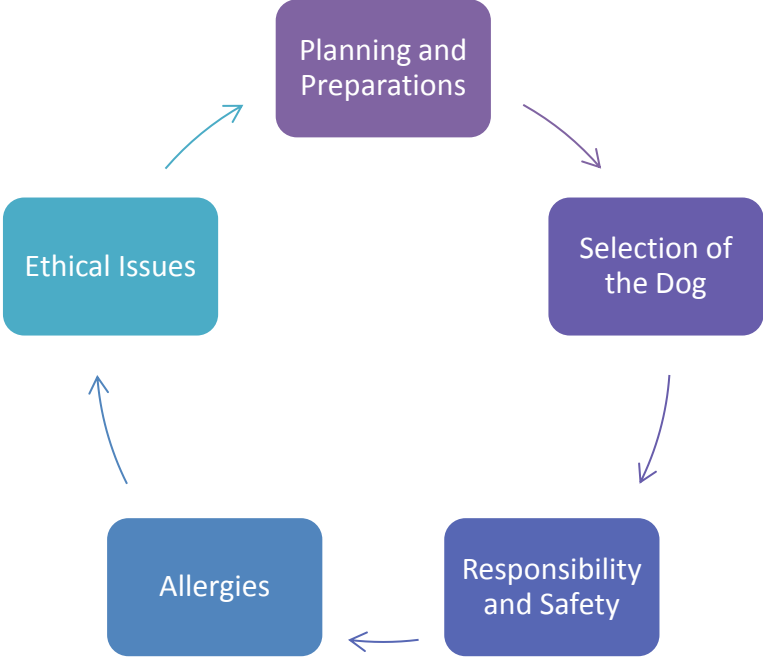 Planning and
Preparations
Selection of
the Dog
Responsibility
and Safety
Allergies
Ethical Issues